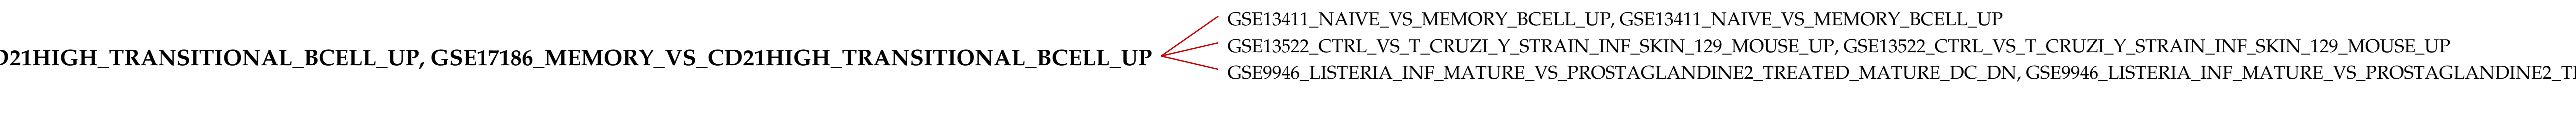 GSE13411_NAIVE_VS_MEMORY_BCELL_UP, GSE13411_NAIVE_VS_MEMORY_BCELL_UP
D21HIGH_TRANSITIONAL_BCELL_UP, GSE17186_MEMORY_VS_CD21HIGH_TRANSITIONAL_BCELL_UP
GSE13522_CTRL_VS_T_CRUZI_Y_STRAIN_INF_SKIN_129_MOUSE_UP, GSE13522_CTRL_VS_T_CRUZI_Y_STRAIN_INF_SKIN_129_MOUSE_UP
GSE9946_LISTERIA_INF_MATURE_VS_PROSTAGLANDINE2_TREATED_MATURE_DC_DN, GSE9946_LISTERIA_INF_MATURE_VS_PROSTAGLANDINE2_T